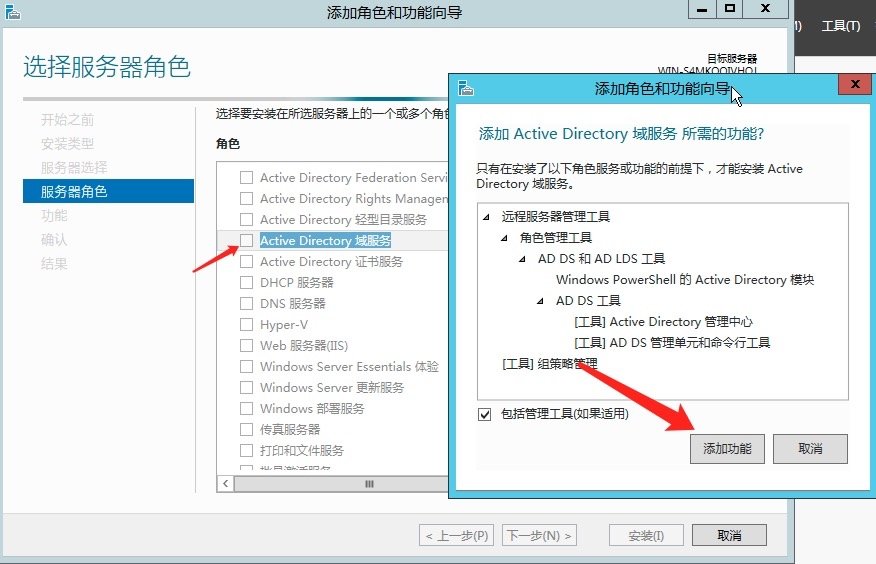 添加角色和功能向导
工具(T)
选择服务器角色
目标服务器
开始之前
安装类型
服务器选择
服务器角色
功能
确认
结果
选择要安装在所选服务器上的一个或多个角色
角色
Active Directory Federation Servi
Active Directory Rights Managem
Active Directory 轻型目录服务
Active Directory 域服务
Active Directory 证书服务
DHCP 服务器
DNS 服务器
Hyper-V
Web 服务器(IIS)
Windows Server Essentials 体验
Windows Server 更新服务
Windows 部署服务
传真服务器
打印和文件服务
批量激活服务
< 上一步(P)
下一步(N) >
安装(I)
取消
添加角色和功能向导
添加 Active Directory 域服务 所需的功能?
只有在安装了以下角色服务或功能的前提下，才能安装 Active
Directory 域服务。
远程服务器管理工具
角色管理工具
AD DS 和 AD LDS 工具
Windows PowerShell 的 Active Directory 模块
AD DS 工具
[工具] Active Directory 管理中心
[工具] AD DS 管理单元和命令行工具
[工具] 组策略管理
包括管理工具(如果适用)
添加功能
取消